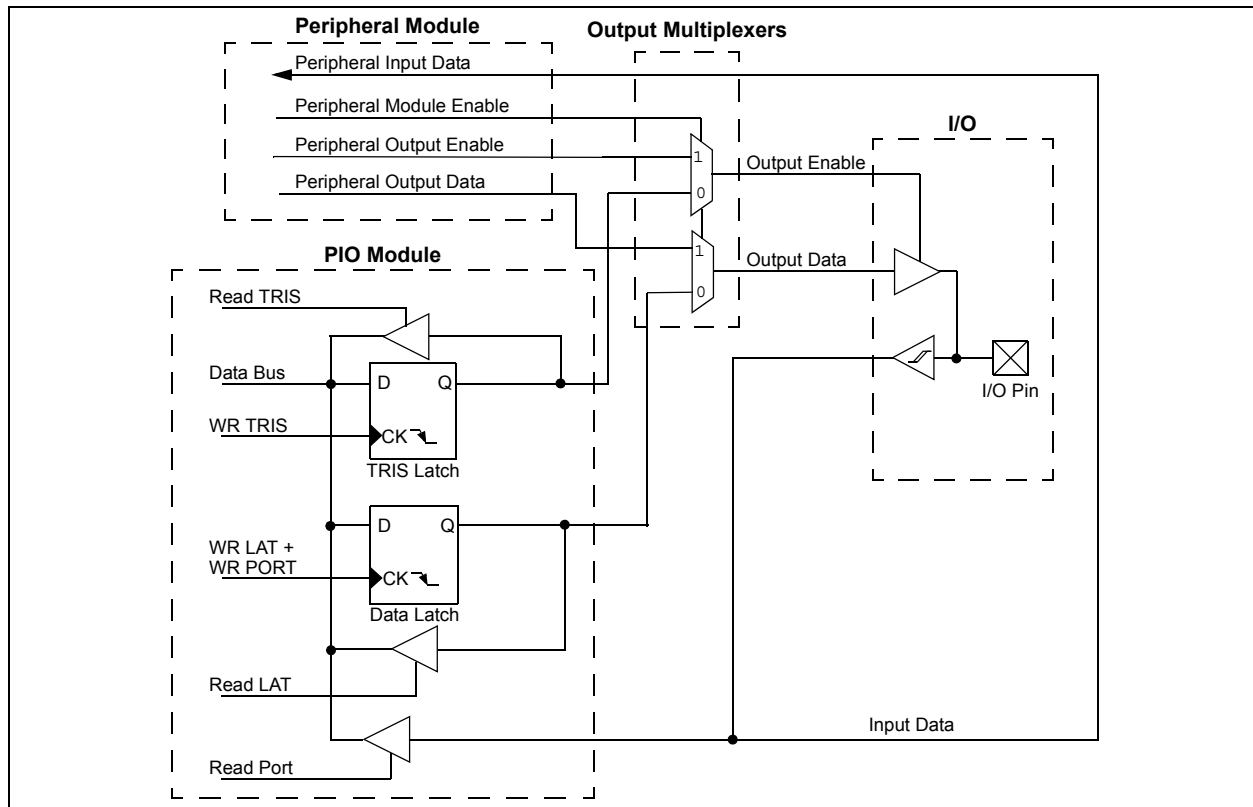 Peripheral Module
Output Multiplexers
Peripheral Input Data
Peripheral Module Enable
I/O
Peripheral Output Enable
1
Output Enable
Peripheral Output Data
0
PIO Module
1
Output Data
0
Read TRIS
Data Bus
D
Q
I/O Pin
WR TRIS
CK
TRIS Latch
D
Q
WR LAT +
WR PORT
CK
Data Latch
Read LAT
Input Data
Read Port